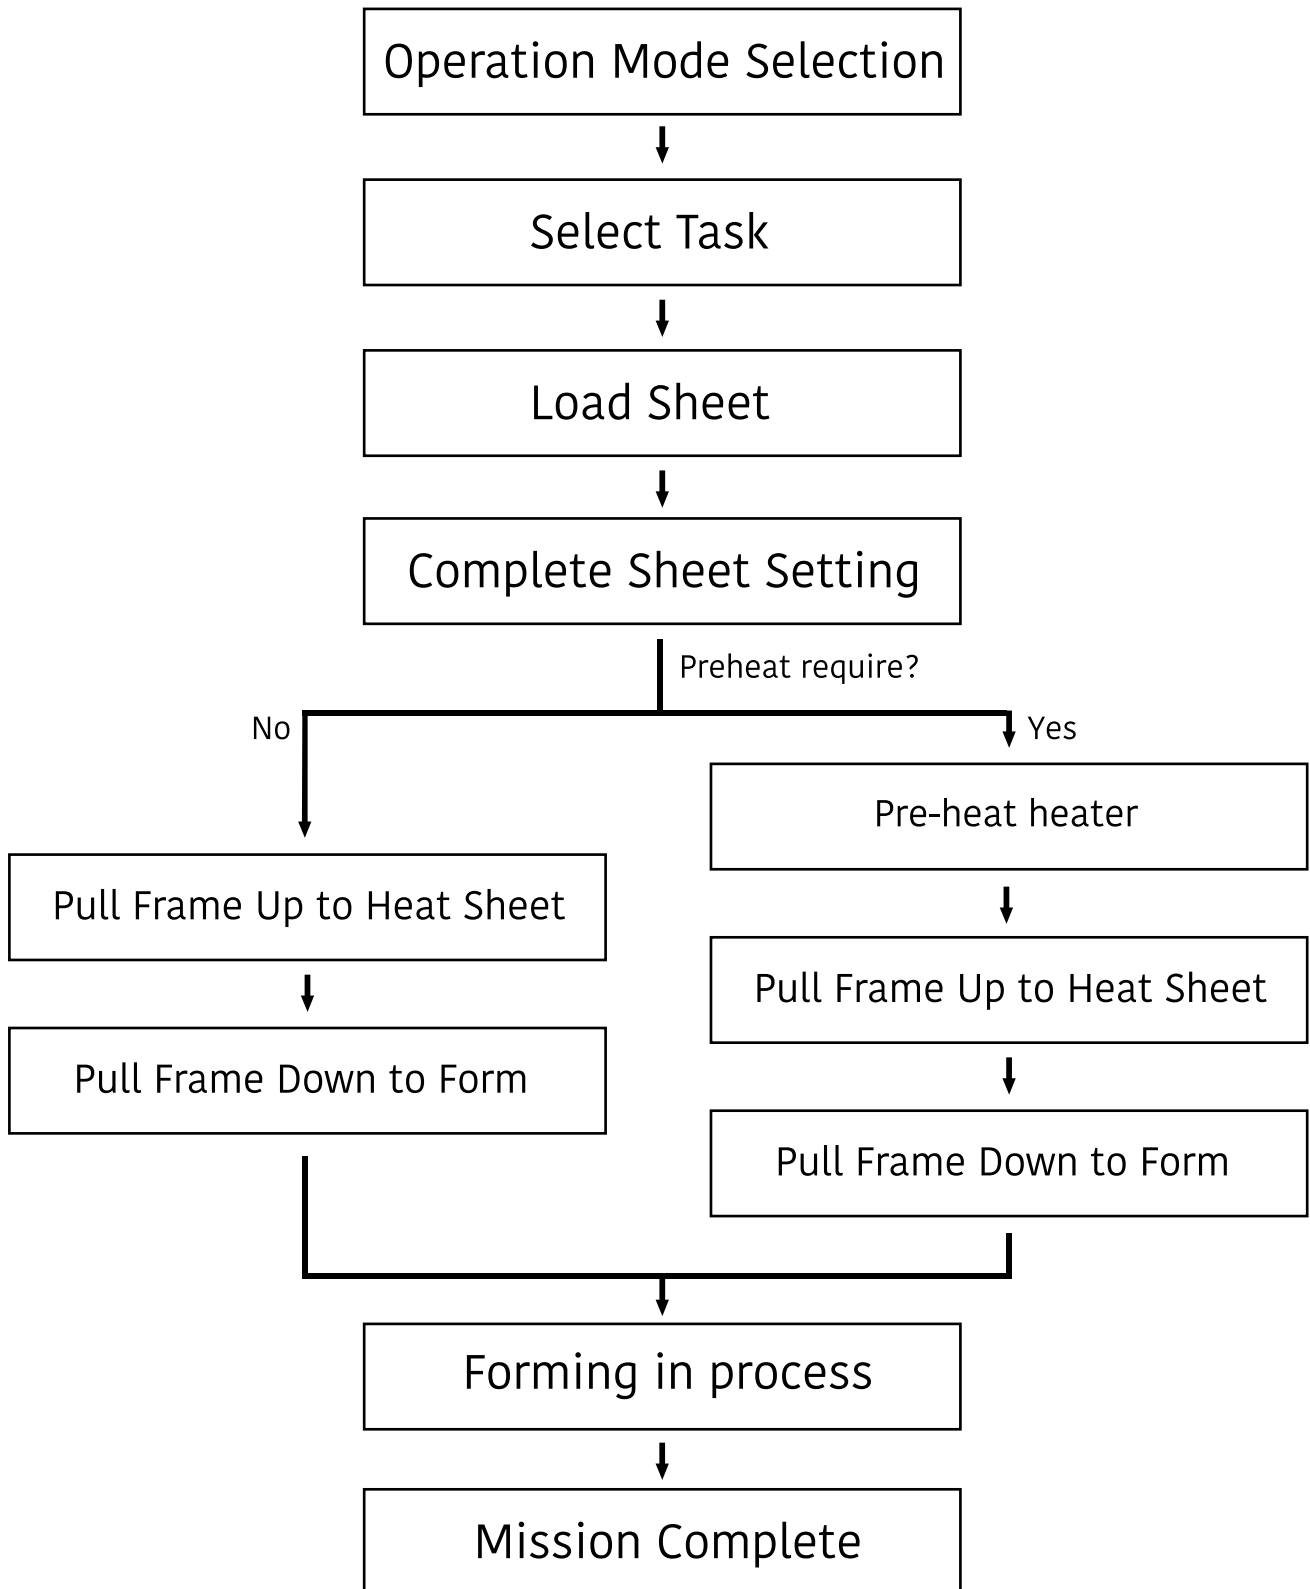 Operation Mode Selection
Select Task
Load Sheet
Complete Sheet Setting
Preheat require?
No
Yes
Pre-heat heater
Pull Frame Up to Heat Sheet
Pull Frame Up to Heat Sheet
Pull Frame Down to Form
Pull Frame Down to Form
Forming in process
Mission Complete